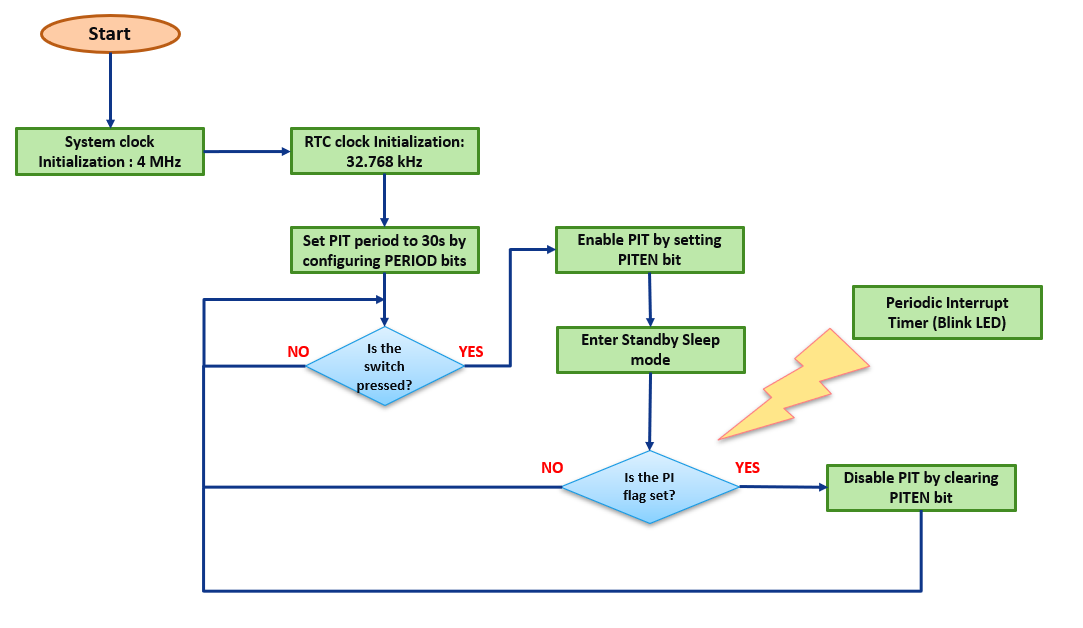 Start
System clock
Initialization : 4 MHz
RTC clock Initialization:
32.768 kHz
Set PIT period to 30s by
configuring PERIOD bits
Enable PIT by setting
PITEN bit
Periodic Interrupt
Timer (Blink LED)
Enter Standby Sleep
mode
NO
Is the
switch
pressed?
YES
NO
Is the PI
flag set?
YES
Disable PIT by clearing
PITEN bit